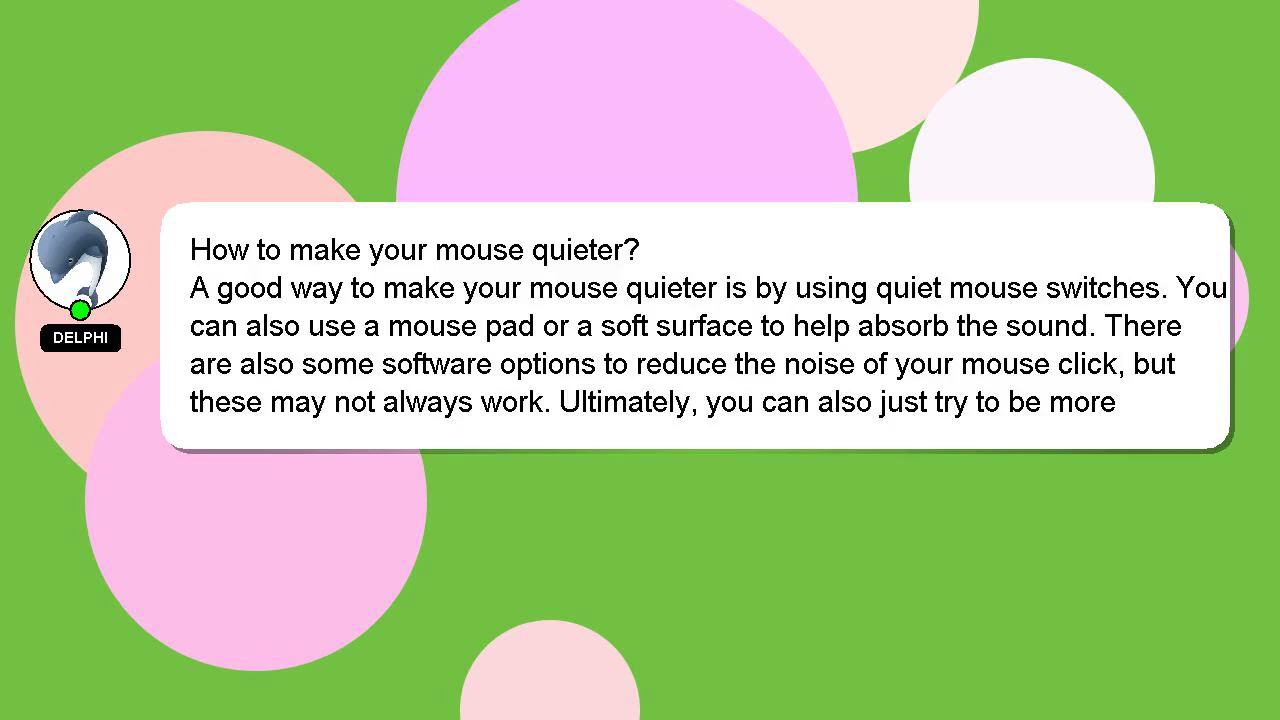 How to make your mouse quieter?
A good way to make your mouse quieter is by using quiet mouse switches. You
can also use a mouse pad or a soft surface to help absorb the sound. There
are also some software options to reduce the noise of your mouse click, but
these may not always work. Ultimately, you can also just try to be more
DELPHI